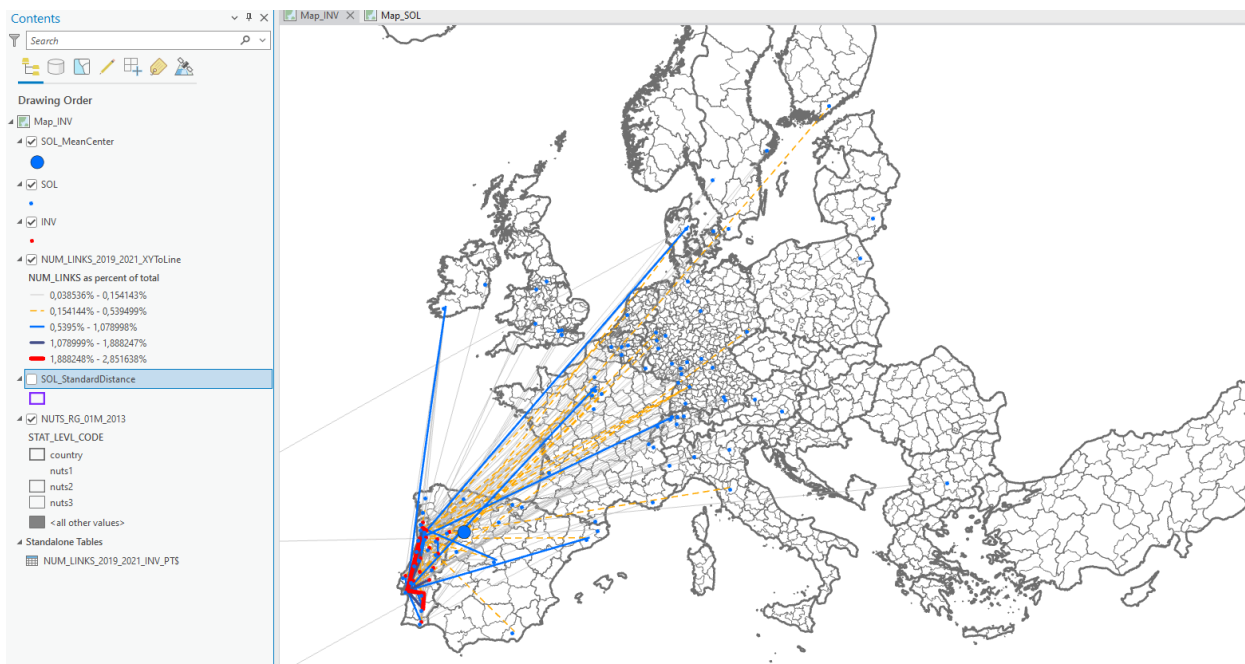 Contents
Map_INV
Map_SOL
Search
Drawing Order
Map_INV
SOL_MeanCenter
SOL
INV
NUM_LINKS_2019_2021_XYToLine
NUM_LINKS as percent of total
0,038536% - 0,154143%
0,154144% - 0,539499%
0,5395% - 1,078998%
1,078999% - 1,888247%
1,888248% - 2,851638%
SOL_StandardDistance
NUTS_RG_01M_2013
STAT_LEVL_CODE
country
nuts1
nuts2
nuts3
<all other values>
Standalone Tables
NUM_LINKS_2019_2021_INV_PT$